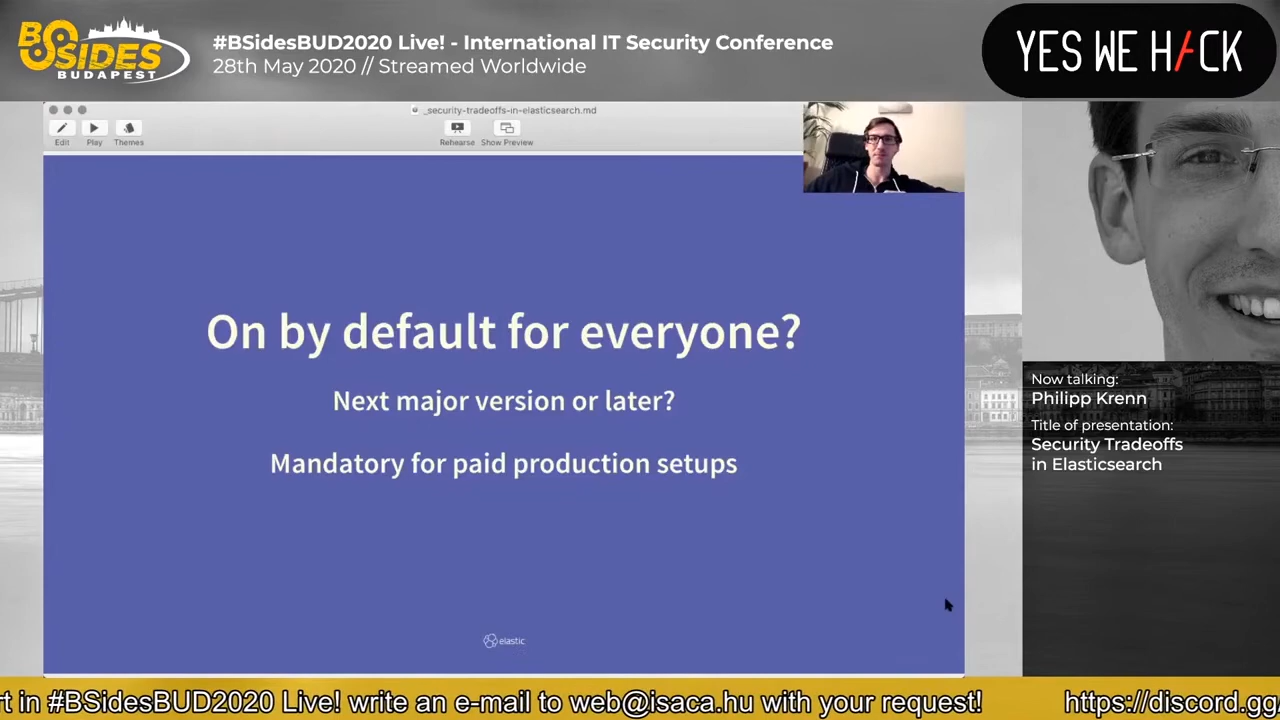 BSIDES
BUDAPEST
#BSidesBUD2020 Live! - International IT Security Conference
28th May 2020 // Streamed Worldwide
YES WE H/CK
_security-tradeoffs-in-elasticsearch.md
Edit Play Themes Rehearse Show Preview
On by default for everyone?
Next major version or later?
Mandatory for paid production setups
elastic
Now talking:
Philipp Krenn
Title of presentation:
Security Tradeoffs
in Elasticsearch
rt in #BSidesBUD2020 Live! write an e-mail to web@isaca.hu with your request! https://discord.gg